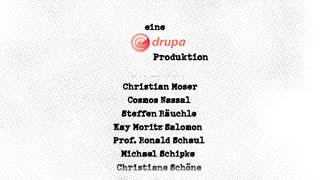 eine
drupa
Produktion
Christian Moser
Cosmos Nassal
Steffen Räuchle
Kay Moritz Salomon
Prof. Ronald Schaul
Michael Schipke
Christiane Schöne